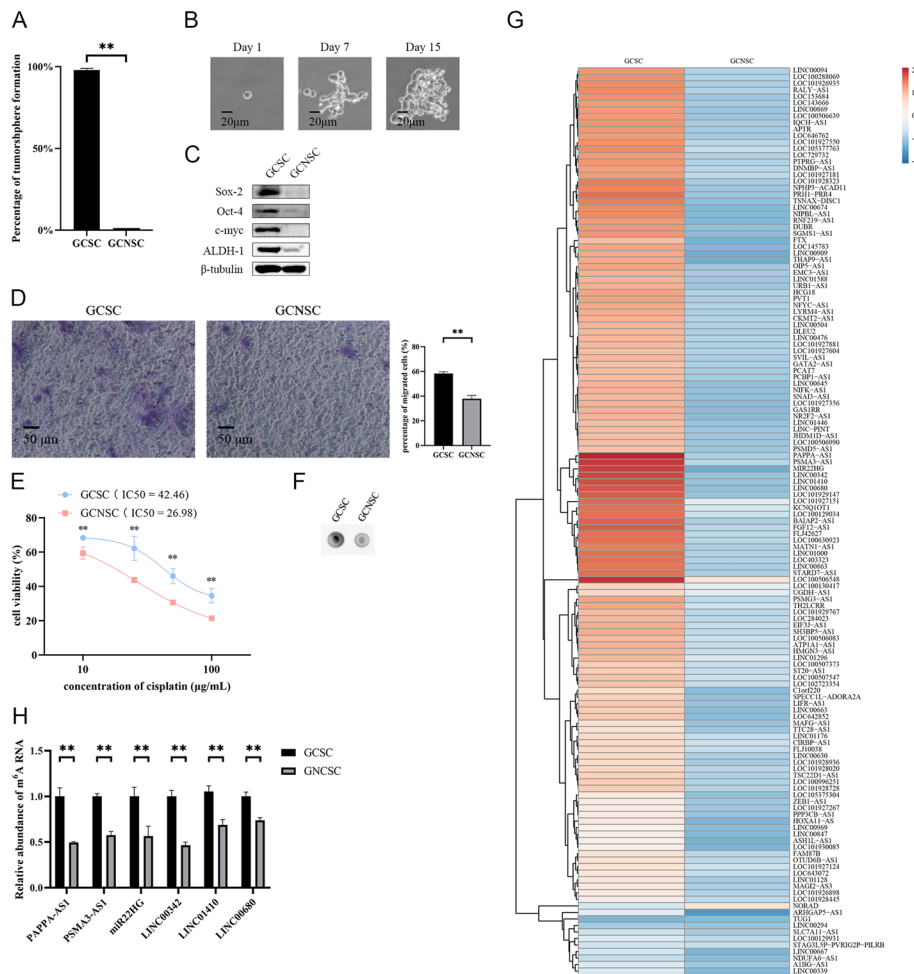 A
Percentage of tumorshpher formation
**
100%
50%
0%
GCSC
GCNSC
B
Day 1
Day 7
Day 15
20μm
20μm
20μm
C
GCSC
GCNSC
Sox-2
Oct-4
c-myc
ALDH-1
β-tubulin
D
GCSC
GCNSC
50 μm
50 μm
percentage of migrated cells (%)
**
80
60
40
20
0
GCSC
GCNSC
E
GCSC ( IC50 = 42.46)
GCNSC ( IC50 = 26.98)
cell viability (%)
80
60
40
20
0
**
**
**
**
10
100
concentration of cisplatin (μg/mL)
F
GCSC
GCNSC
H
Relative abundance of m6A RNA
1.5
1.0
0.5
0.0
** ** ** ** ** **
GCSC
GNCSC
PAPPA-AS1
PSMA3-AS1
miR22HG
LINC00342
LINC01410
LINC00680
G
GCSC
GCNSC
LINC00094
LOC100288069
LOC101926935
RALY-AS1
LOC153684
LOC143666
LINC00869
LOC100506639
IQCH-AS1
APTR
LOC646762
LOC101927550
LOC105377763
LOC729732
PTPRG-AS1
DNMBP-AS1
LOC101927181
LOC101928323
NPHP3-ACAD11
PRH1-PRR4
TSNAX-DISC1
LINC00674
NIPBL-AS1
RNF219-AS1
DUBR
SGMS1-AS1
FTX
LOC145783
LINC00909
THAP9-AS1
OIP5-AS1
EMC3-AS1
LINC01588
URB1-AS1
HCG18
PVT1
NFYC-AS1
LYRM4-AS1
CKMT2-AS1
LINC00504
DLEU2
LINC00476
LOC101927881
LOC101927604
SVIL-AS1
GATA2-AS1
PCAT7
PCBP1-AS1
LINC00645
NIFK-AS1
SNAI3-AS1
LOC101927356
GAS1RR
NR2F2-AS1
LINC01446
LINC-PINT
JHDM1D-AS1
LOC100506990
PSMD5-AS1
PAPPA-AS1
PSMA3-AS1
MIR22HG
LINC00342
LINC01410
LINC00680
LOC101929147
LOC101927151
KCNQ1OT1
LOC100129034
BAIAP2-AS1
FGF12-AS1
FLJ42627
LOC100630923
MATN1-AS1
LINC01000
LOC403323
LINC00863
STARD7-AS1
LOC100506548
LOC100130417
UGDH-AS1
PSMG3-AS1
TH2LCRR
LOC101929767
LOC284023
EIF3J-AS1
SH3BP5-AS1
LOC100506083
ATP1A1-AS1
HMGN3-AS1
LINC01296
LOC100507373
ST20-AS1
LOC100507547
LOC102723354
C1orf220
SPECC1L-ADORA2A
LIFR-AS1
LINC00663
LOC642852
MAFG-AS1
TTC28-AS1
LINC01176
CIRBP-AS1
FLJ10038
LINC00630
LOC101928936
LOC101928020
TSC22D1-AS1
LOC100996251
LOC101928728
LOC105375304
ZEB1-AS1
LOC101927267
PPP3CB-AS1
HOXA11-AS
LINC00969
LINC00847
ASH1L-AS1
LOC101930085
FAM87B
OTUD6B-AS1
LOC101927124
LOC643072
LINC01128
MAGI2-AS3
LOC101926898
LOC101928445
NORAD
ARHGAP5-AS1
TUG1
LINC00294
SLC7A11-AS1
LOC100129931
STAG3L5P-PVRIG2P-PILRB
LINC00667
NDUFA6-AS1
A1BG-AS1
LINC00339